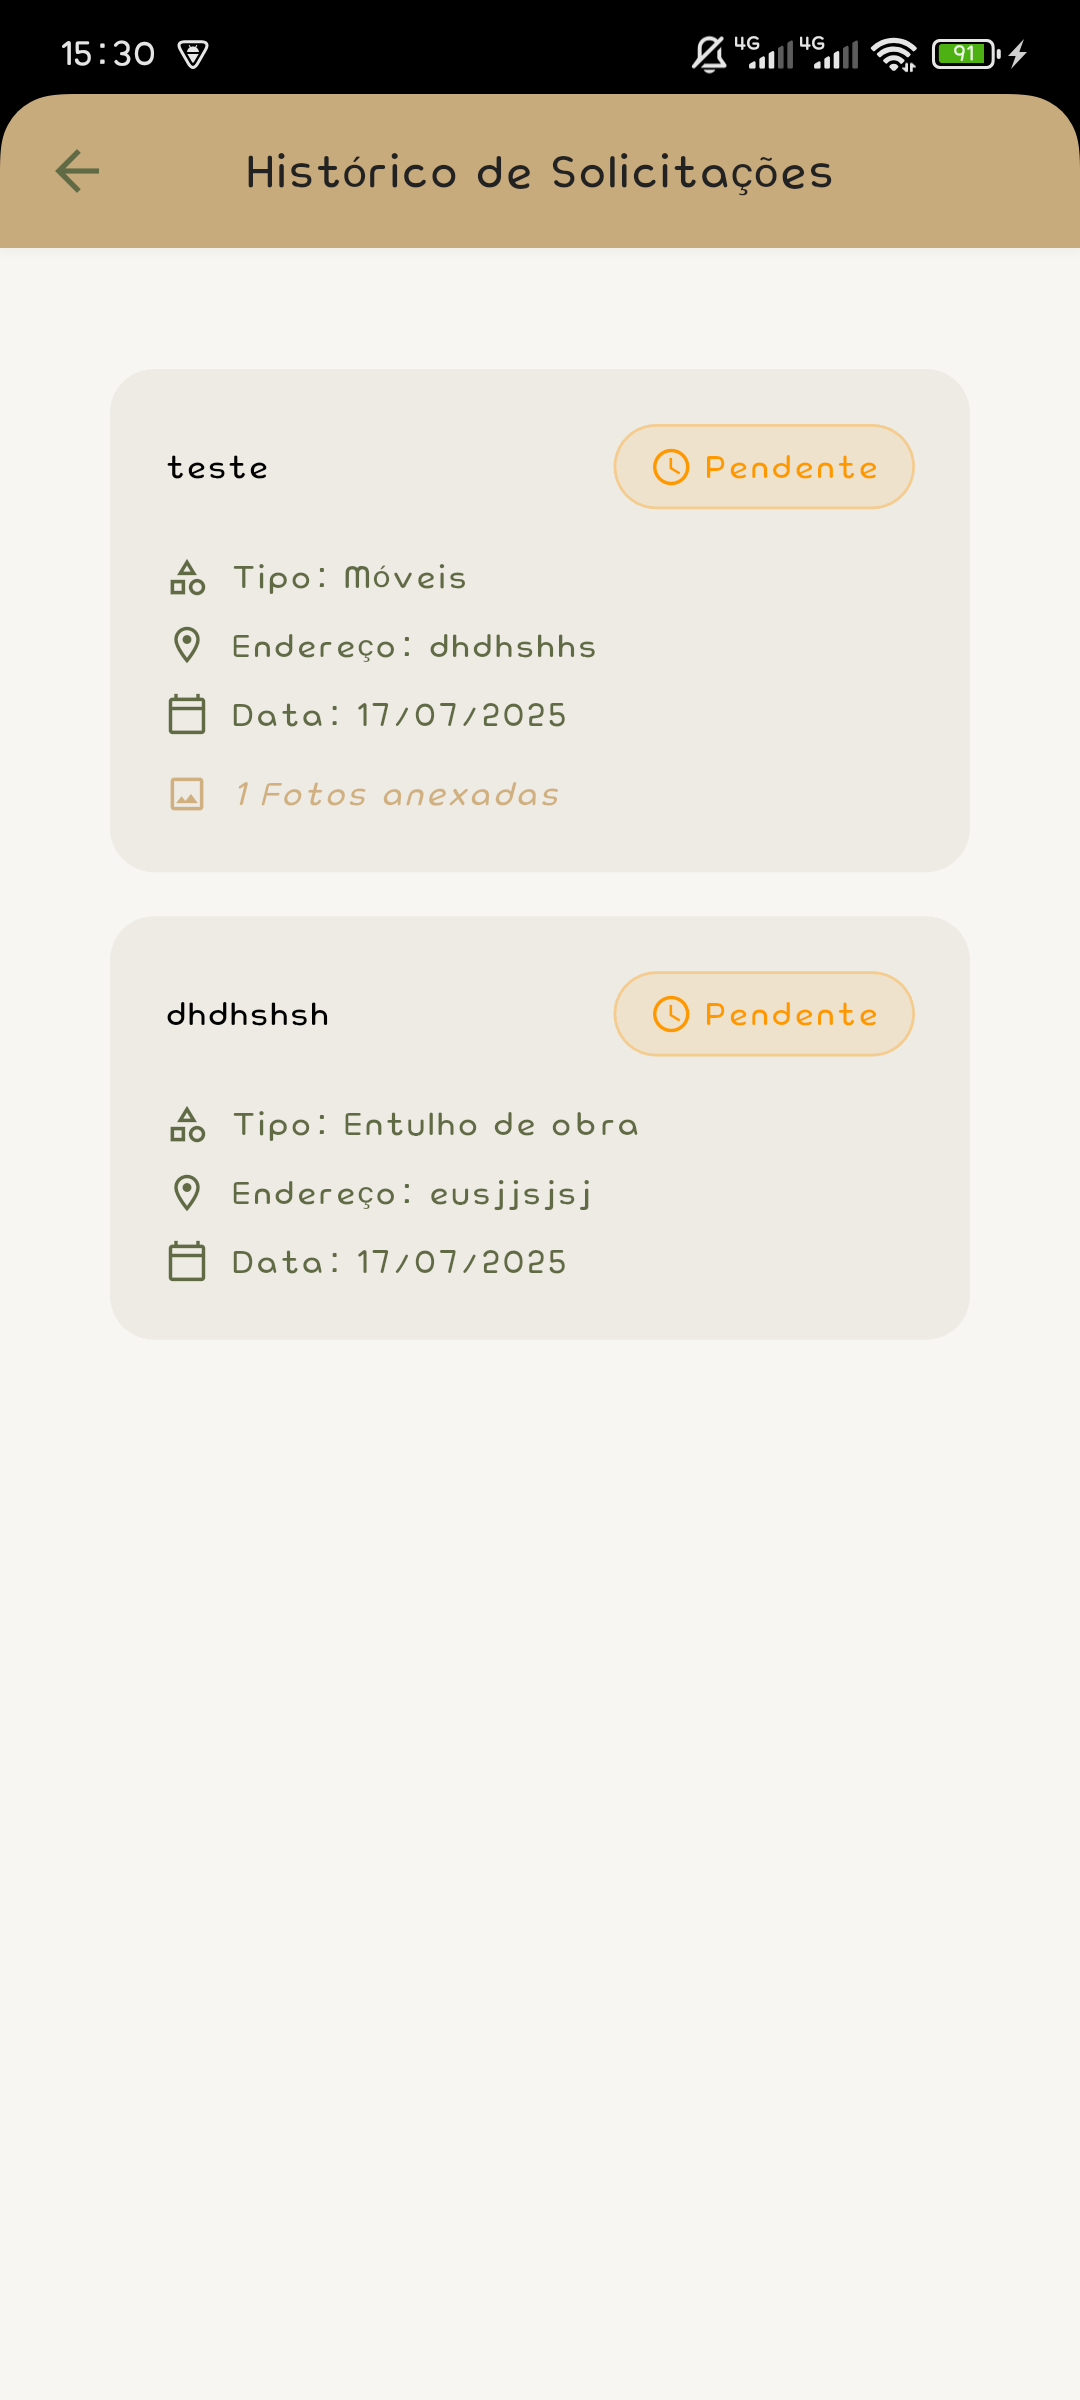 15:30
4G 4G 91
Histórico de Solicitações
teste
Pendente
Tipo: Móveis
Endereço: dhdhshhs
Data: 17/07/2025
1 Fotos anexadas
dhdhshsh
Pendente
Tipo: Entulho de obra
Endereço: eusjjsjsj
Data: 17/07/2025